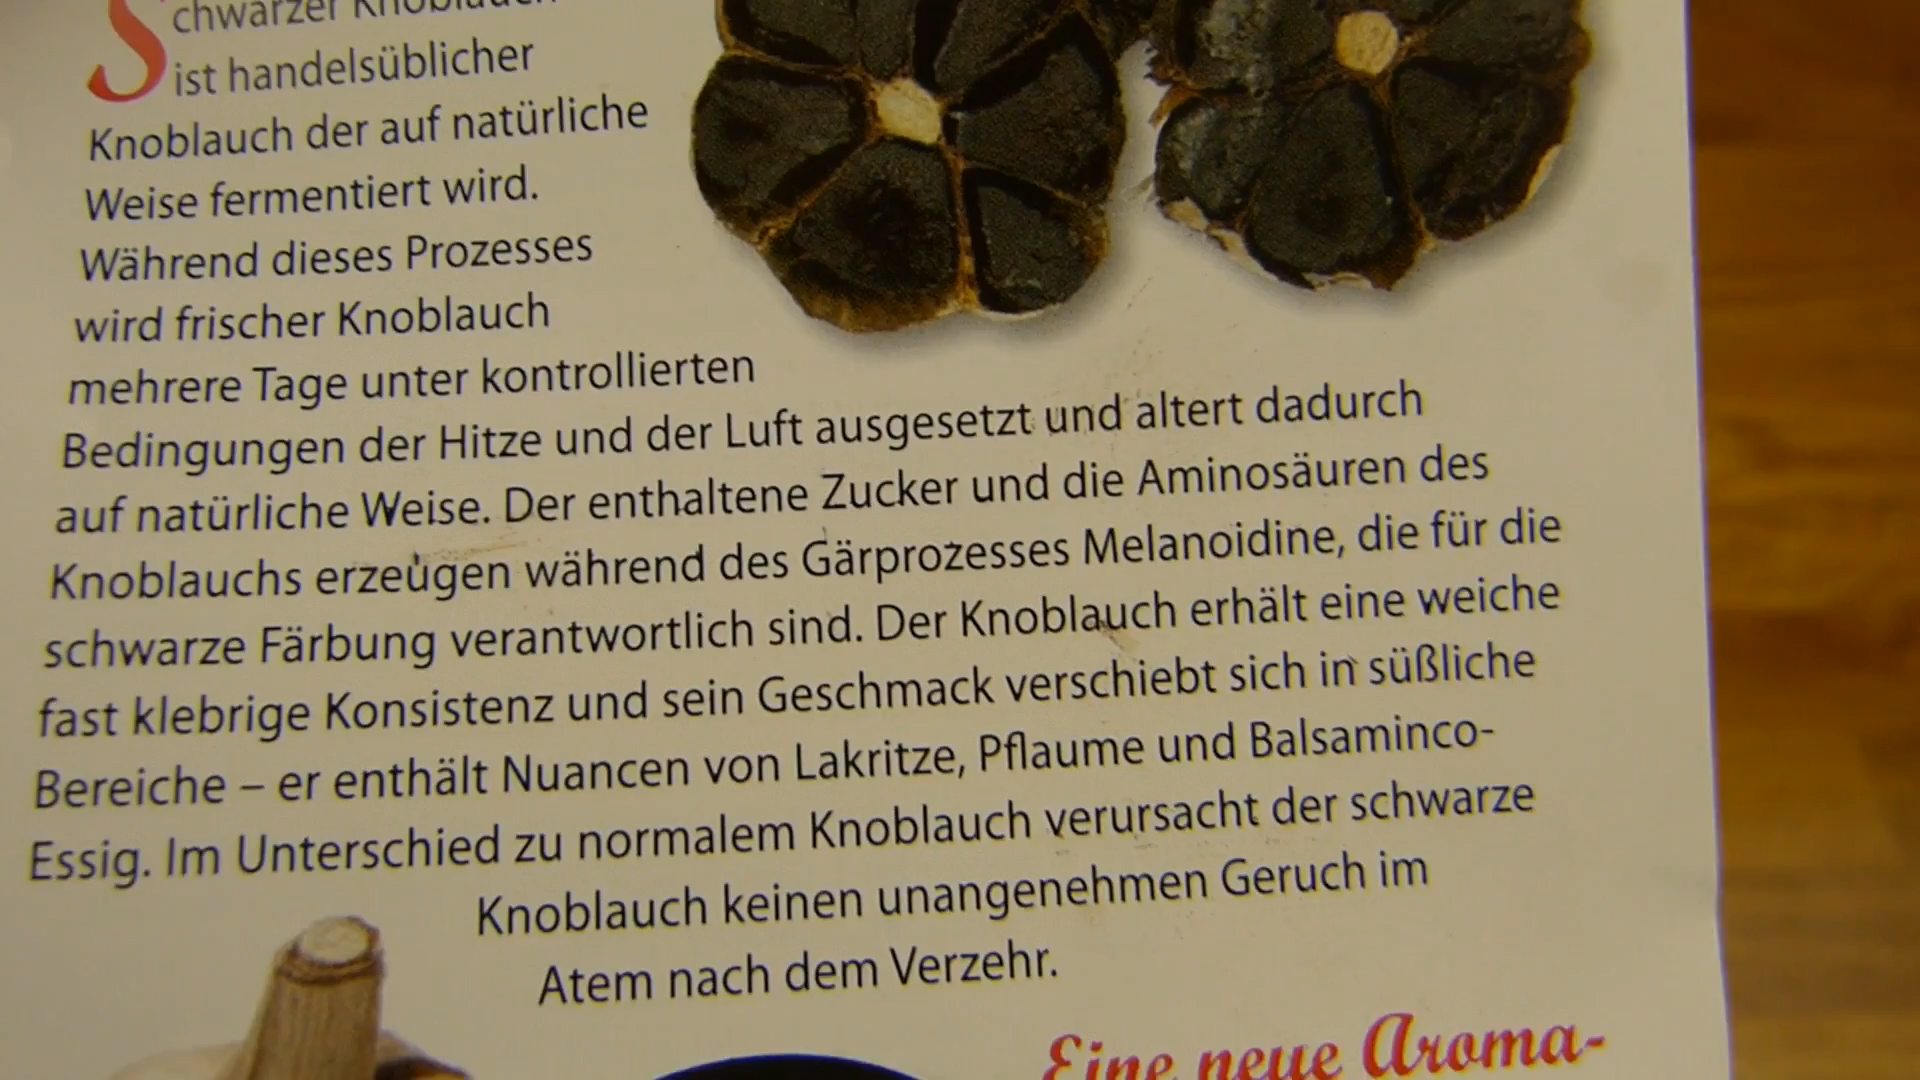 Schwarzer Knoblauch
ist handelsüblicher
Knoblauch der auf natürliche
Weise fermentiert wird.
Während dieses Prozesses
wird frischer Knoblauch
mehrere Tage unter kontrollierten
Bedingungen der Hitze und der Luft ausgesetzt und altert dadurch
auf natürliche Weise. Der enthaltene Zucker und die Aminosäuren des
Knoblauchs erzeugen während des Gärprozesses Melanoidine, die für die
schwarze Färbung verantwortlich sind. Der Knoblauch erhält eine weiche
fast klebrige Konsistenz und sein Geschmack verschiebt sich in süßliche
Bereiche – er enthält Nuancen von Lakritze, Pflaume und Balsaminco-
Essig. Im Unterschied zu normalem Knoblauch verursacht der schwarze
Knoblauch keinen unangenehmen Geruch im
Atem nach dem Verzehr.
Eine neue Aroma-